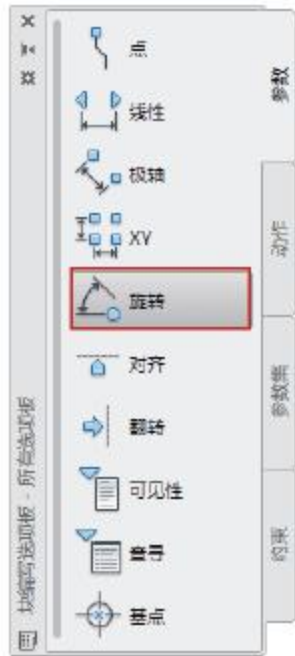 点
线性
极轴
XY
旋转
对齐
翻转
可见性
查寻
基点
参数
动作
参数集
约束
块编写选项板 - 所有选项板